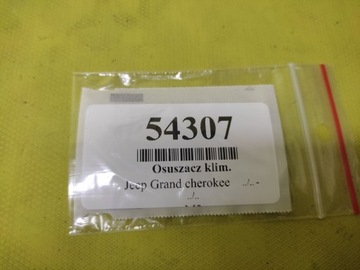 54307
Osuszacz klim.
Jeep Grand cherokee ../..-
../..